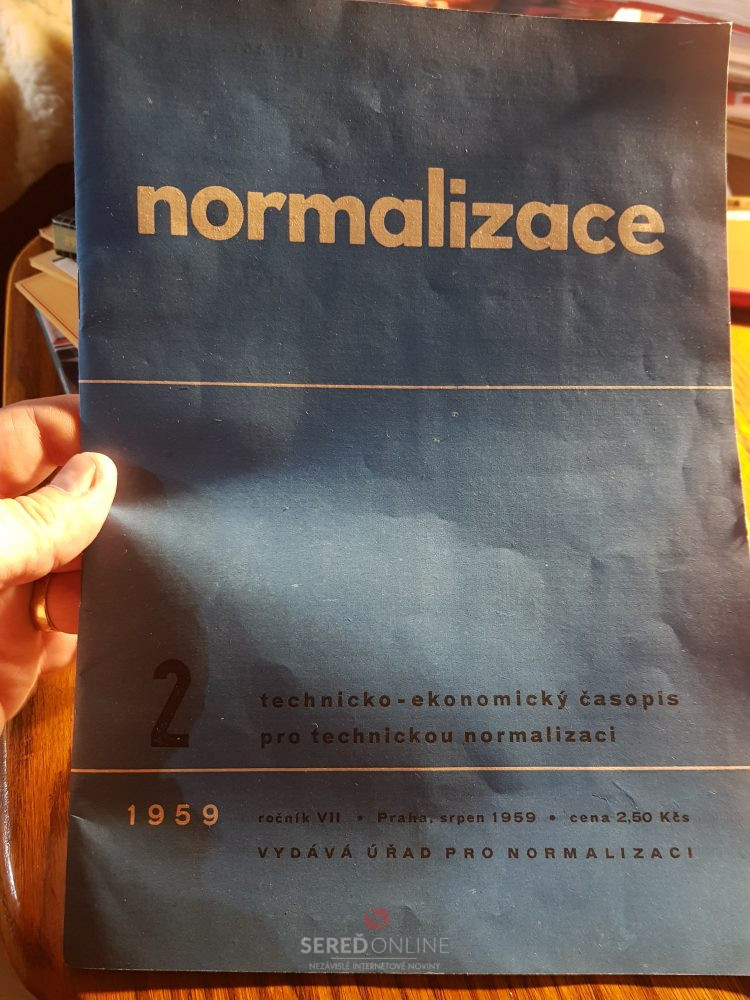 normalizace
2
technicko-ekonomický časopis
pro technickou normalizaci
1959
ročník VII • Praha, srpen 1959 • cena 2,50 Kčs
VYDÁVÁ ÚŘAD PRO NORMALIZACI
SEREĎONLINE
NEZÁVISLÉ INTERNETOVÉ NOVINY